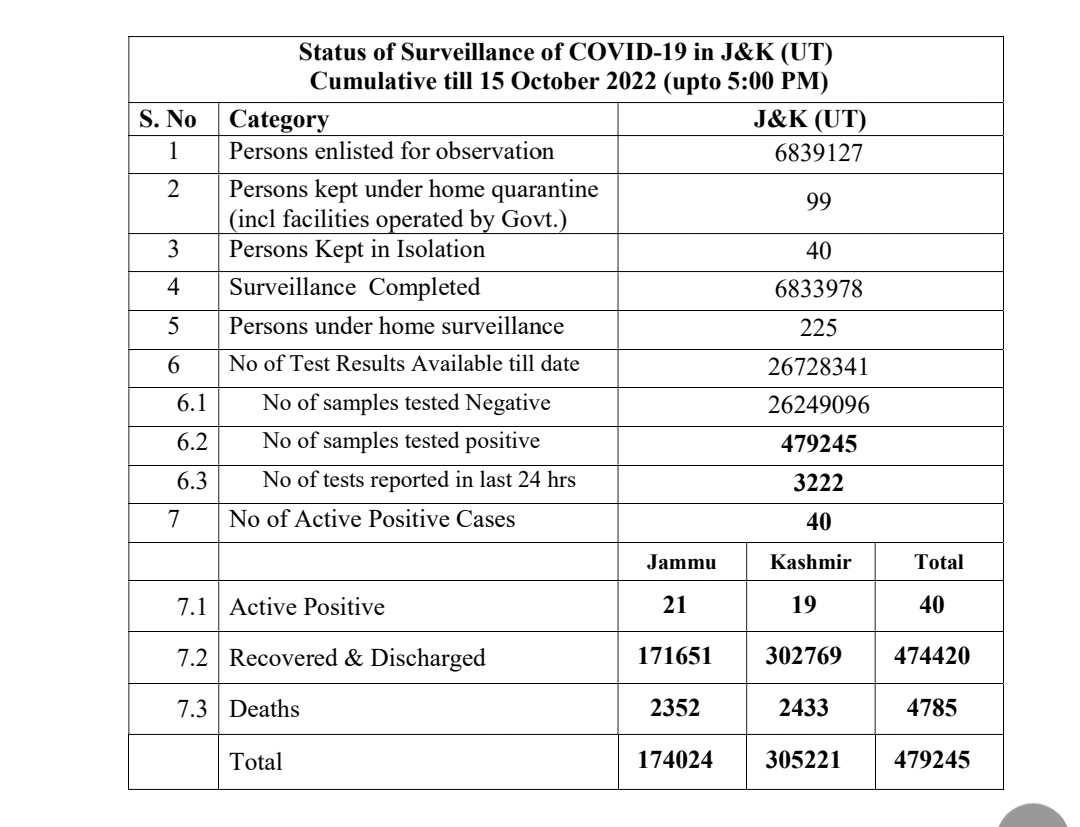 Status of Surveillance of COVID-19 in J&K (UT)
Cumulative till 15 October 2022 (upto 5:00 PM)
S. No Category J&K (UT)
1 Persons enlisted for observation 6839127
2 Persons kept under home quarantine
(incl facilities operated by Govt.) 99
3 Persons Kept in Isolation 40
4 Surveillance Completed 6833978
5 Persons under home surveillance 225
6 No of Test Results Available till date 26728341
6.1 No of samples tested Negative 26249096
6.2 No of samples tested positive 479245
6.3 No of tests reported in last 24 hrs 3222
7 No of Active Positive Cases 40
Jammu Kashmir Total
7.1 Active Positive 21 19 40
7.2 Recovered & Discharged 171651 302769 474420
7.3 Deaths 2352 2433 4785
Total 174024 305221 479245